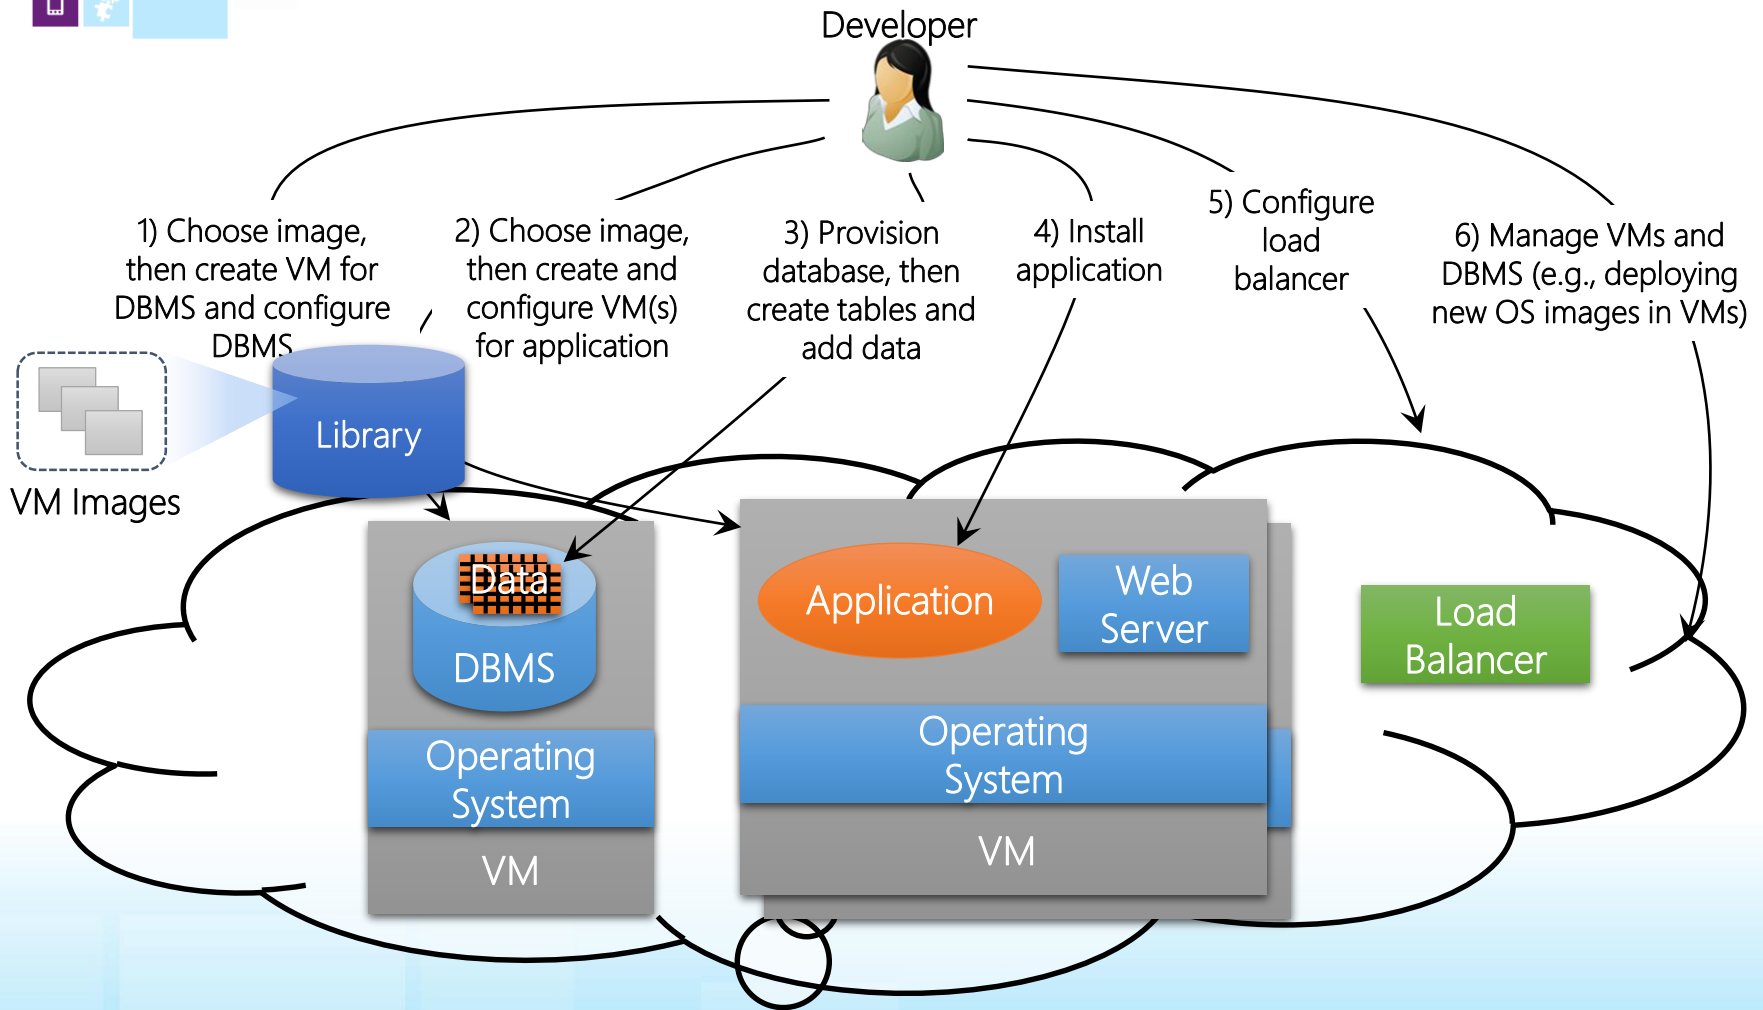 Developer
1) Choose image,
then create VM for
DBMS and configure
DBMS
2) Choose image,
then create and
configure VM(s)
for application
3) Provision
database, then
create tables and
add data
4) Install
application
5) Configure
load
balancer
6) Manage VMs and
DBMS (e.g., deploying
new OS images in VMs)
Library
VM Images
Data
DBMS
Operating
System
VM
Application
Web
Server
Operating
System
VM
Load
Balancer